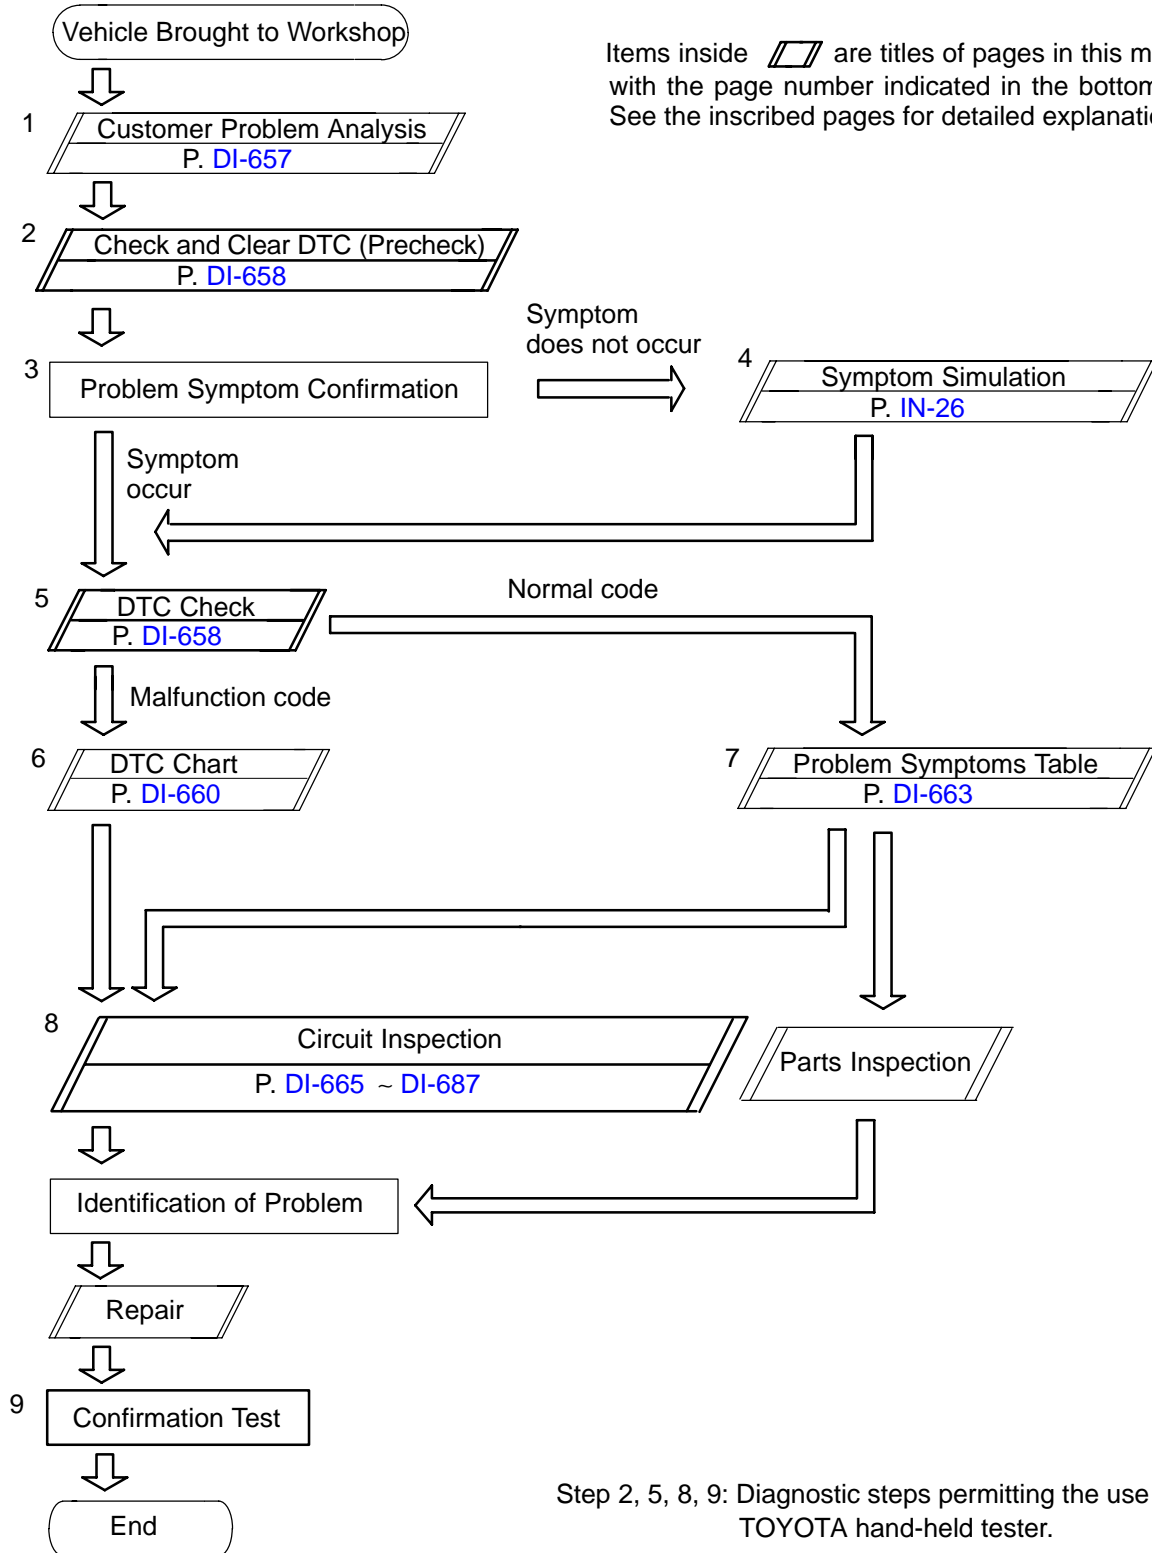 Vehicle Brought to Workshop
Items inside are titles of pages in this
with the page number indicated in the
See the inscribed pages for detailed
1
Customer Problem Analysis
P. DI-657
2
Check and Clear DTC (Precheck)
P. DI-658
Symptom
does not occur
3
Problem Symptom Confirmation
4
Symptom Simulation
P. IN-26
Symptom
occur
5
DTC Check
P. DI-658
Normal code
Malfunction code
6
DTC Chart
P. DI-660
7
Problem Symptoms Table
P. DI-663
8
Circuit Inspection
P. DI-665 ~ DI-687
Parts Inspection
Identification of Problem
Repair
9
Confirmation Test
End
Step 2, 5, 8, 9: Diagnostic steps permitting the use
TOYOTA hand-held tester.